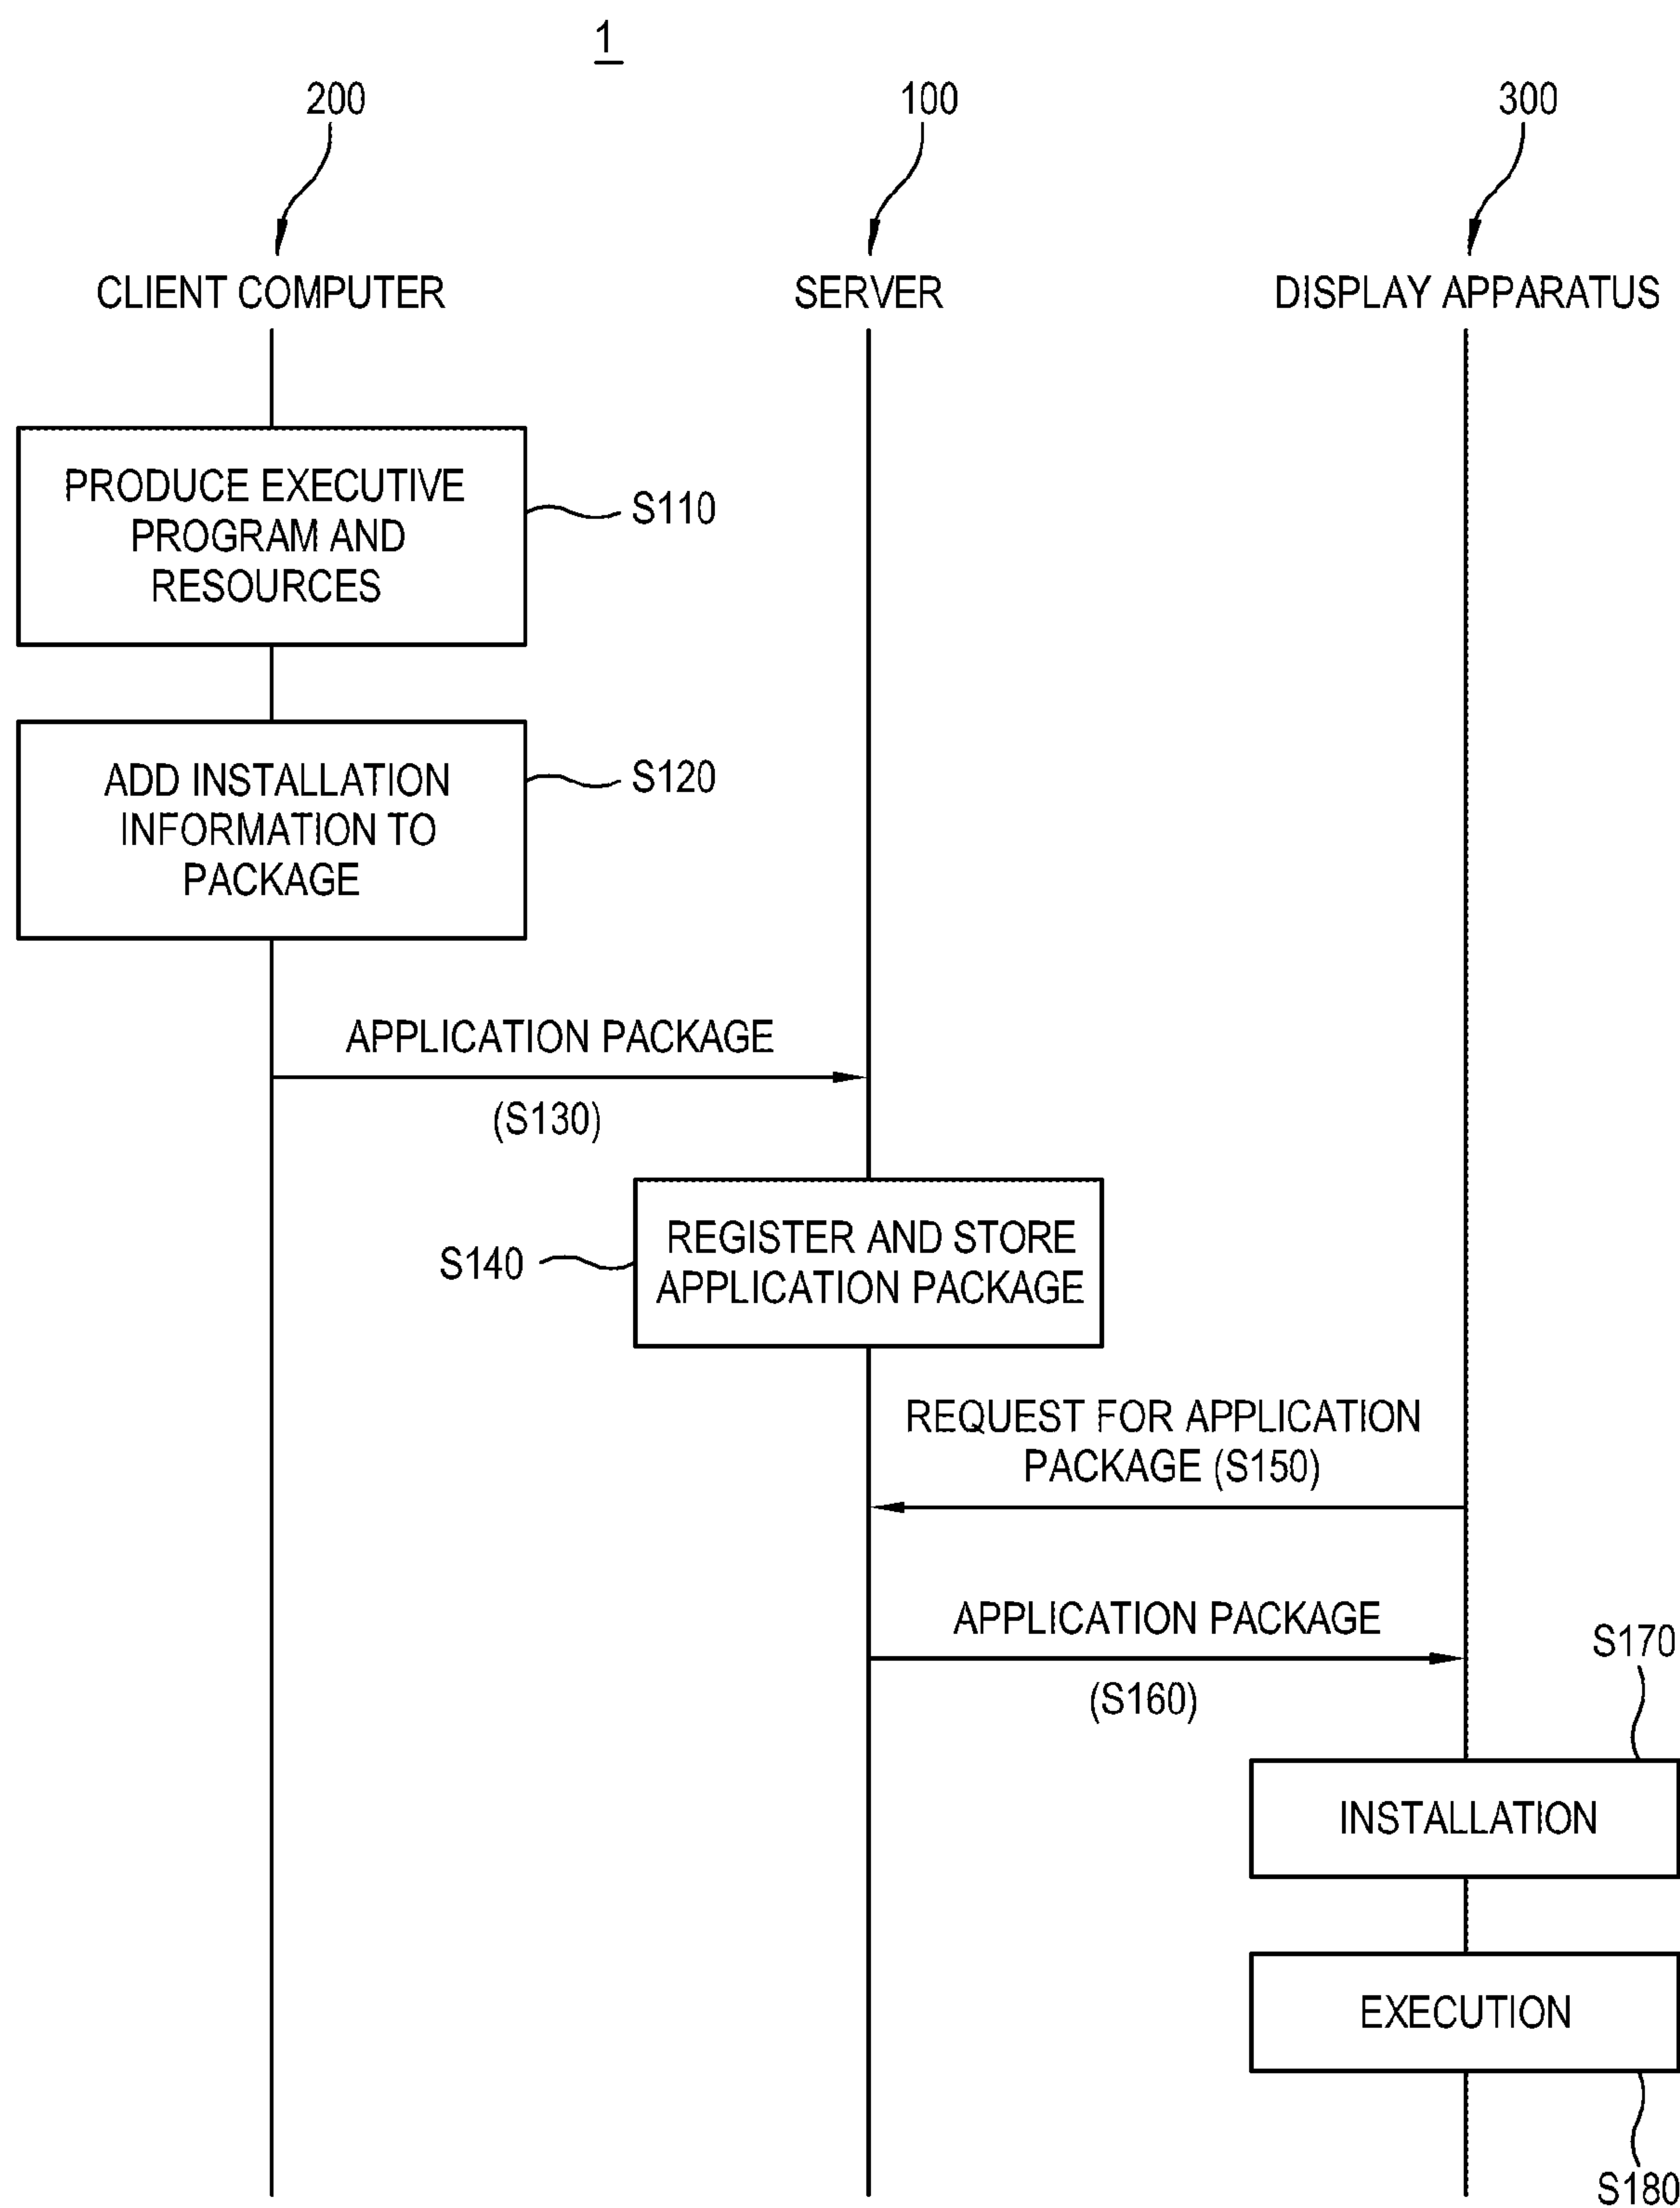 1
200
100
300
CLIENT COMPUTER
SERVER
DISPLAY APPARATUS
PRODUCE EXECUTIVE
PROGRAM AND
RESOURCES
S110
ADD INSTALLATION
INFORMATION TO
PACKAGE
S120
APPLICATION PACKAGE
(S130)
REGISTER AND STORE
APPLICATION PACKAGE
S140
REQUEST FOR APPLICATION
PACKAGE (S150)
APPLICATION PACKAGE
(S160)
S170
INSTALLATION
EXECUTION
S180